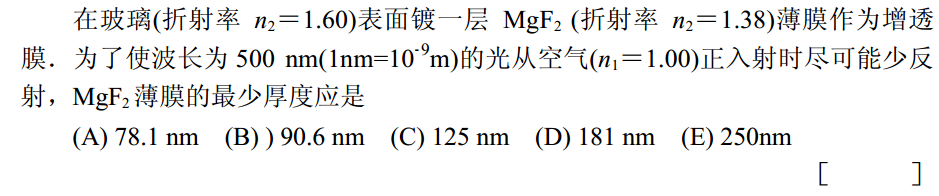 在玻璃(折射率 n₂＝1.60)表面镀一层 MgF₂ (折射率 n₂＝1.38)薄膜作为增透
膜．为了使波长为 500 nm(1nm=10⁻⁹m)的光从空气(n₁＝1.00)正入射时尽可能少反
射，MgF₂ 薄膜的最少厚度应是
(A) 78.1 nm (B) ) 90.6 nm (C) 125 nm (D) 181 nm (E) 250nm
[ ]